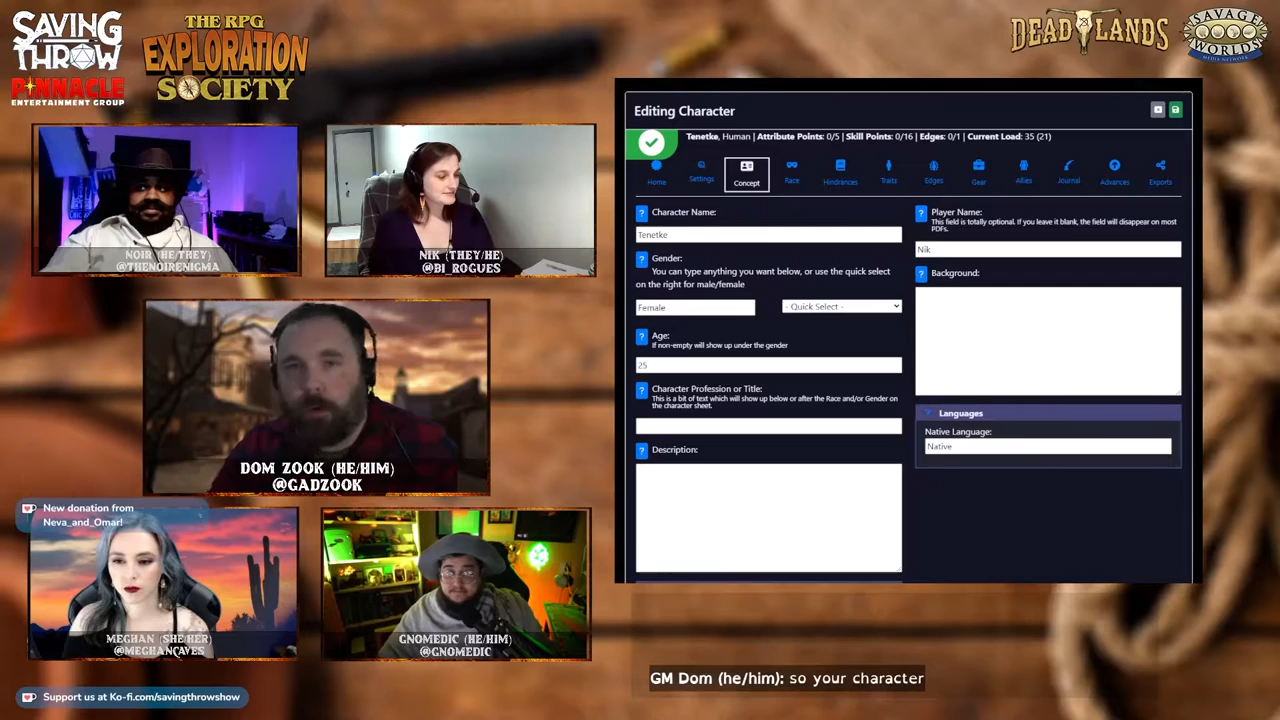 SAVING
THROW
PINNACLE
ENTERTAINMENT GROUP
THE RPG
EXPLORATION
SOCIETY
DEADLANDS
SAVAGE
WORLDS
MEDIA NETWORK
NOIR (HE/THEY)
@THENOIRENIGMA
NIK (THEY/HE)
@BI_ROGUES
DOM ZOOK (HE/HIM)
@GADZOOK
New donation from
Neva_and_Omar!
MEGHAN (SHE/HER)
@MEGHANCAVES
GNOMEDIC (HE/HIM)
@GNOMEDIC
Support us at Ko-fi.com/savingthrowshow
Editing Character
Tenetke, Human | Attribute Points: 0/5 | Skill Points: 0/16 | Edges: 0/1 | Current Load: 35 (21)
Home Settings Concept Race Hindrances Traits Edges Gear Allies Journal Advances Exports
? Character Name:
Tenetke
? Gender:
You can type anything you want below, or use the quick select
on the right for male/female
Female - Quick Select -
? Age:
If non-empty will show up under the gender
25
? Character Profession or Title:
This is a bit of text which will show up below or after the Race and/or Gender on
the character sheet.
? Description:
? Player Name:
This field is totally optional. If you leave it blank, the field will disappear on most
PDFs.
Nik
? Background:
? Languages
Native Language:
Native
GM Dom (he/him): so your character